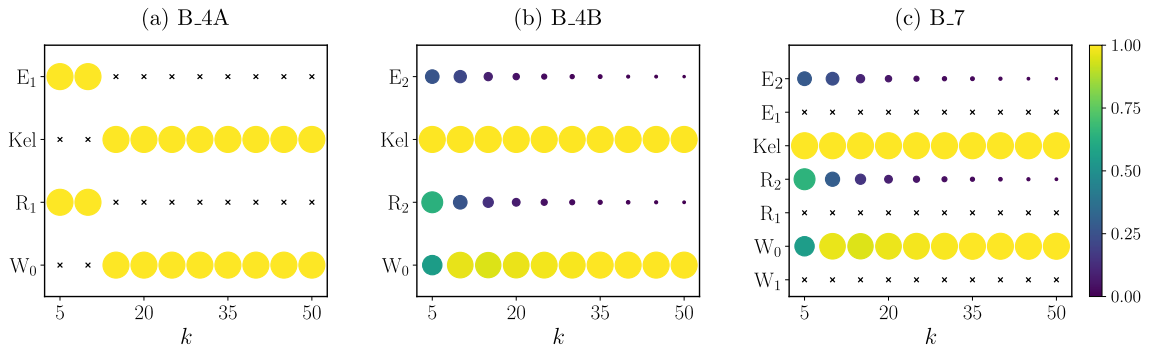 (a) B_4A
E₁
Kel
R₁
W₀
5 20 35 50
k
(b) B_4B
E₂
Kel
R₂
W₀
5 20 35 50
k
(c) B_7
E₂
E₁
Kel
R₂
R₁
W₀
W₁
5 20 35 50
k
1.00
0.75
0.50
0.25
0.00